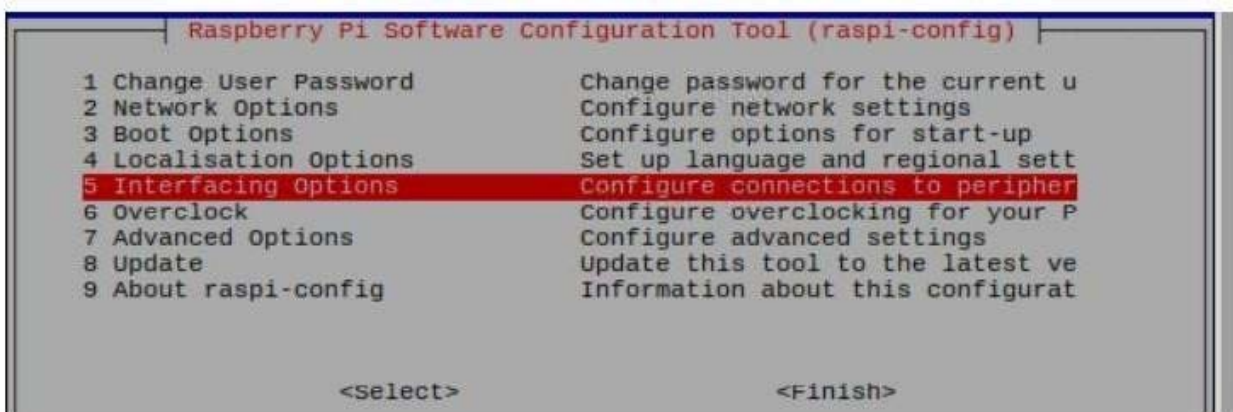 Raspberry Pi Software Configuration Tool (raspi-config)
1 Change User Password Change password for the current u
2 Network Options Configure network settings
3 Boot Options Configure options for start-up
4 Localisation Options Set up language and regional sett
5 Interfacing Options Configure connections to peripher
6 Overclock Configure overclocking for your P
7 Advanced Options Configure advanced settings
8 Update Update this tool to the latest ve
9 About raspi-config Information about this configurat
<Select> <Finish>